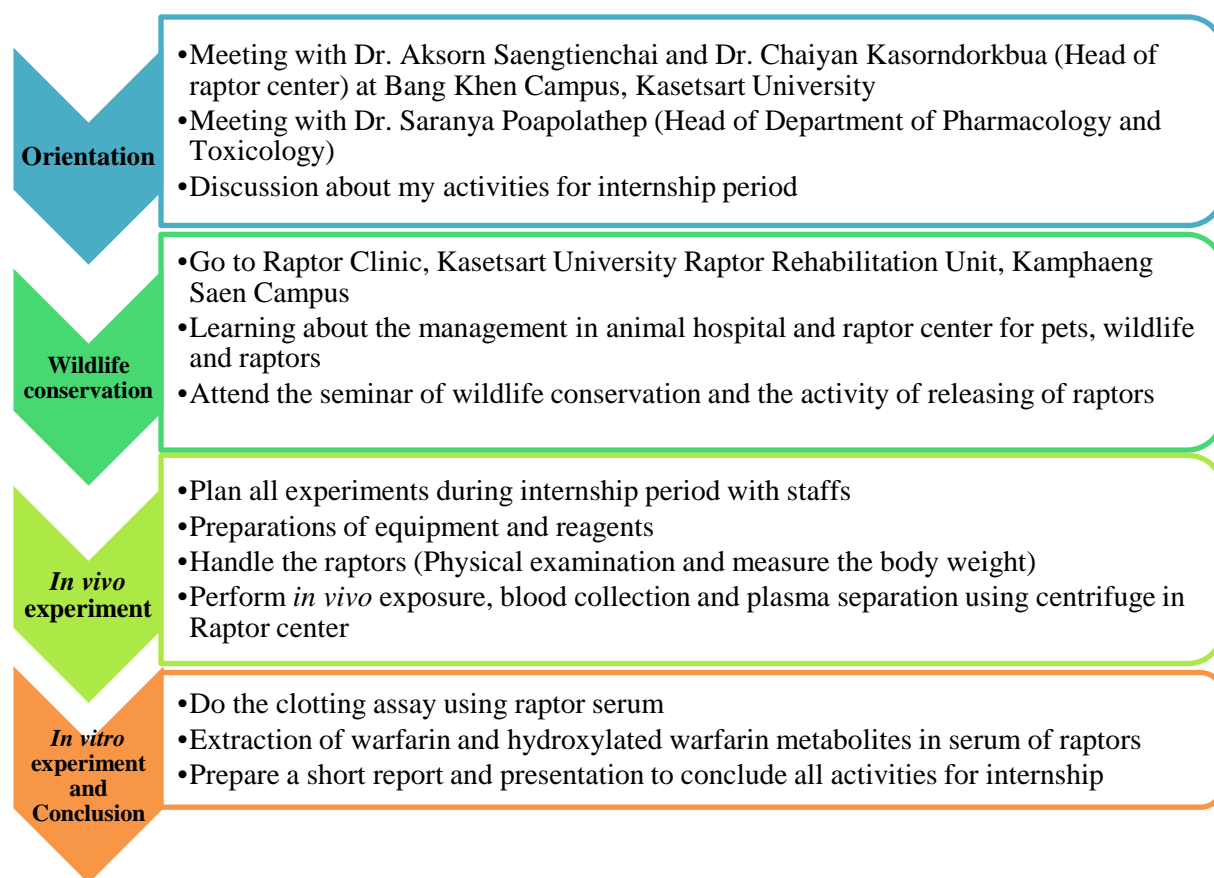 Orientation
•Meeting with Dr. Aksorn Saengtienchai and Dr. Chaiyan Kasorndorkbua (Head of
raptor center) at Bang Khen Campus, Kasetsart University
•Meeting with Dr. Saranya Poapolathep (Head of Department of Pharmacology and
Toxicology)
•Discussion about my activities for internship period
Wildlife
conservation
•Go to Raptor Clinic, Kasetsart University Raptor Rehabilitation Unit, Kamphaeng
Saen Campus
•Learning about the management in animal hospital and raptor center for pets, wildlife
and raptors
•Attend the seminar of wildlife conservation and the activity of releasing of raptors
In vivo
experiment
•Plan all experiments during internship period with staffs
•Preparations of equipment and reagents
•Handle the raptors (Physical examination and measure the body weight)
•Perform in vivo exposure, blood collection and plasma separation using centrifuge in
Raptor center
In vitro
experiment
and
Conclusion
•Do the clotting assay using raptor serum
•Extraction of warfarin and hydroxylated warfarin metabolites in serum of raptors
•Prepare a short report and presentation to conclude all activities for internship